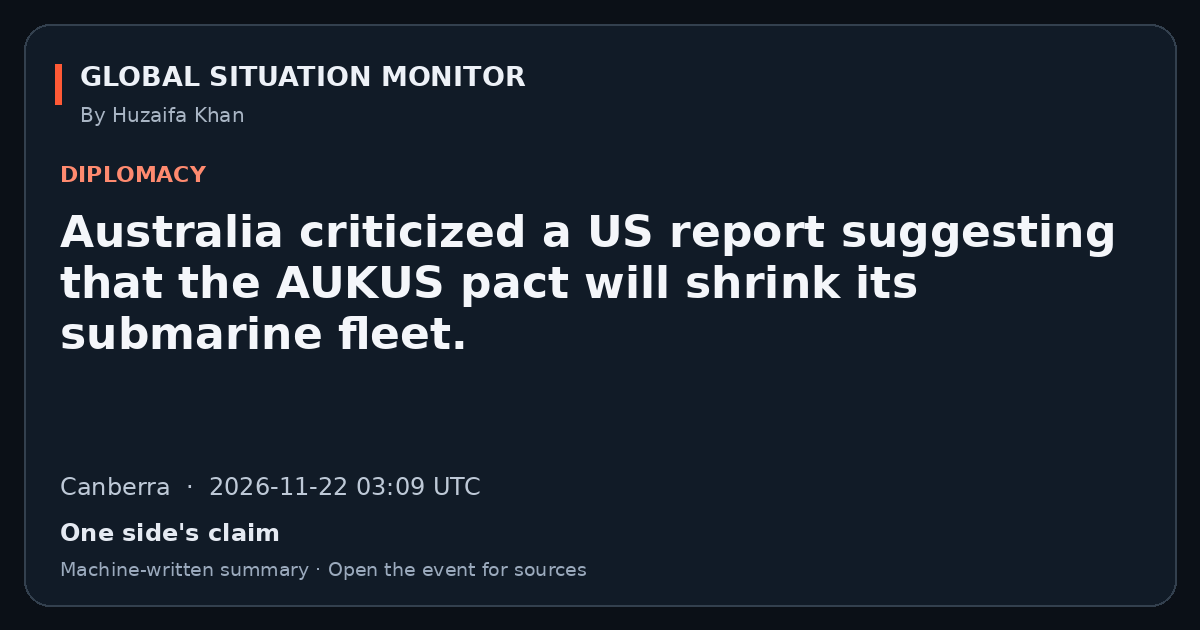 GLOBAL SITUATION MONITOR
By Huzaifa Khan
DIPLOMACY
Australia criticized a US report suggesting
that the AUKUS pact will shrink its
submarine fleet.
Canberra · 2026-11-22 03:09 UTC
One side's claim
Machine-written summary · Open the event for sources